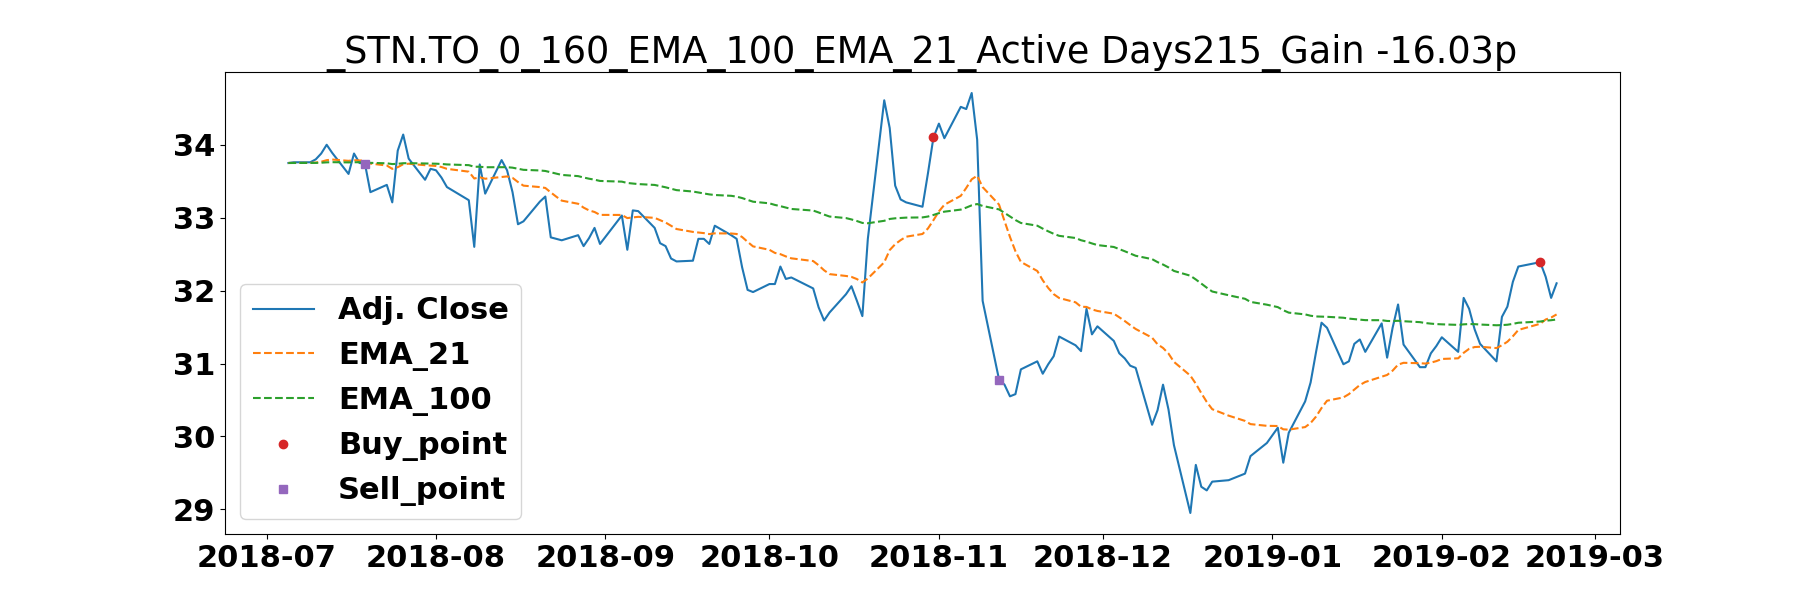 _STN.TO_0_160_EMA_100_EMA_21_Active Days215_Gain -16.03p
34
33
32
31
30
29
Adj. Close
EMA_21
EMA_100
Buy_point
Sell_point
2018-07 2018-08 2018-09 2018-10 2018-11 2018-12 2019-01 2019-02 2019-03